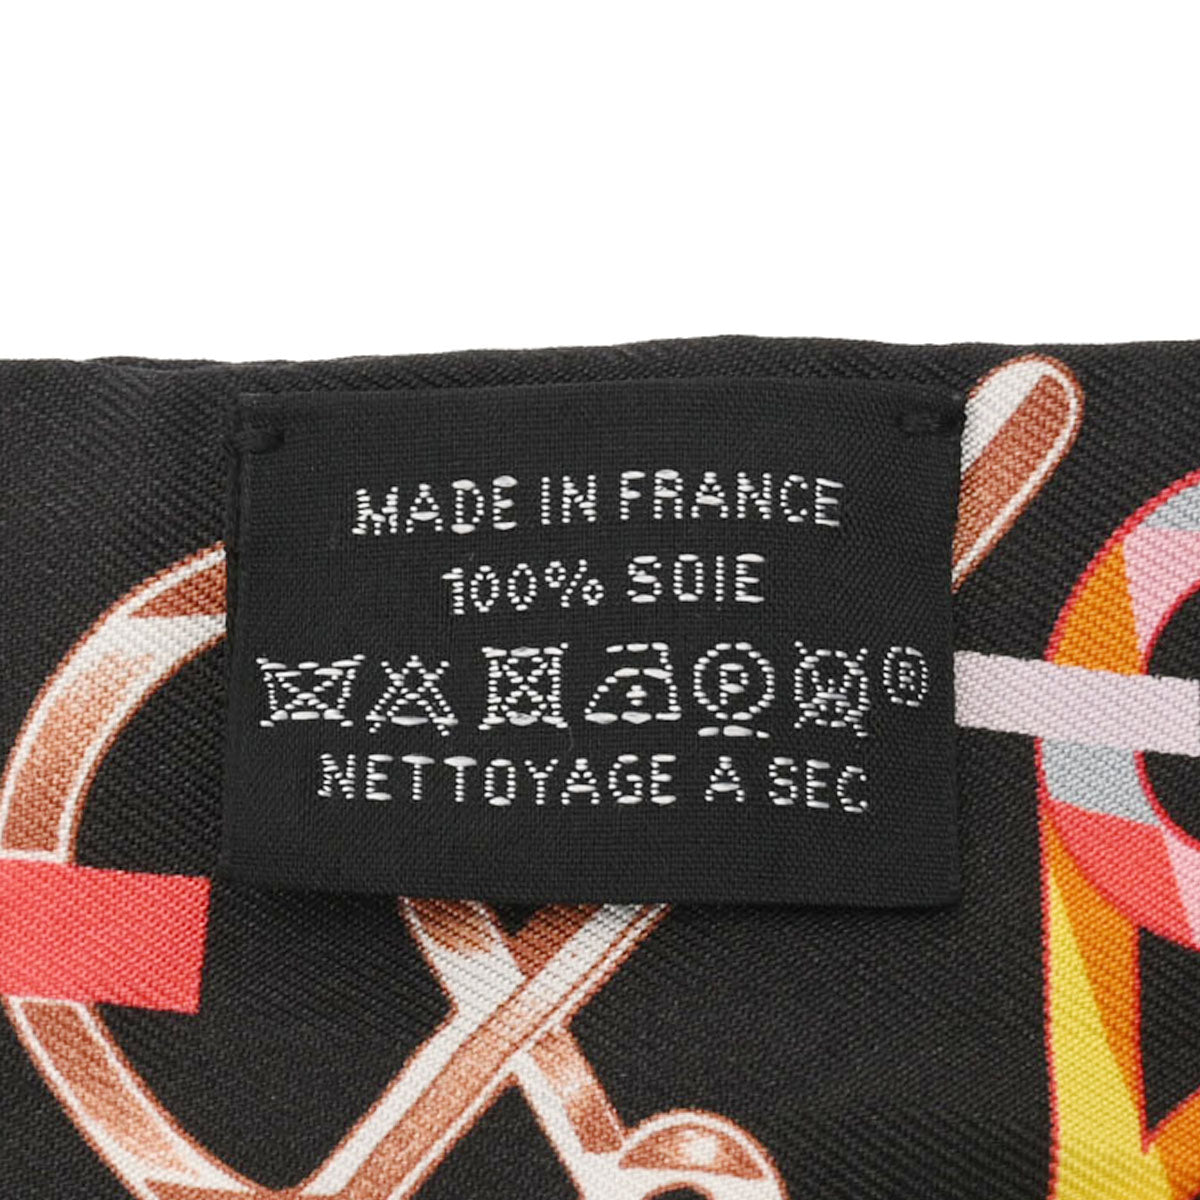 MADE IN FRANCE
100% SOIE
P W ®
NETTOYAGE A SEC